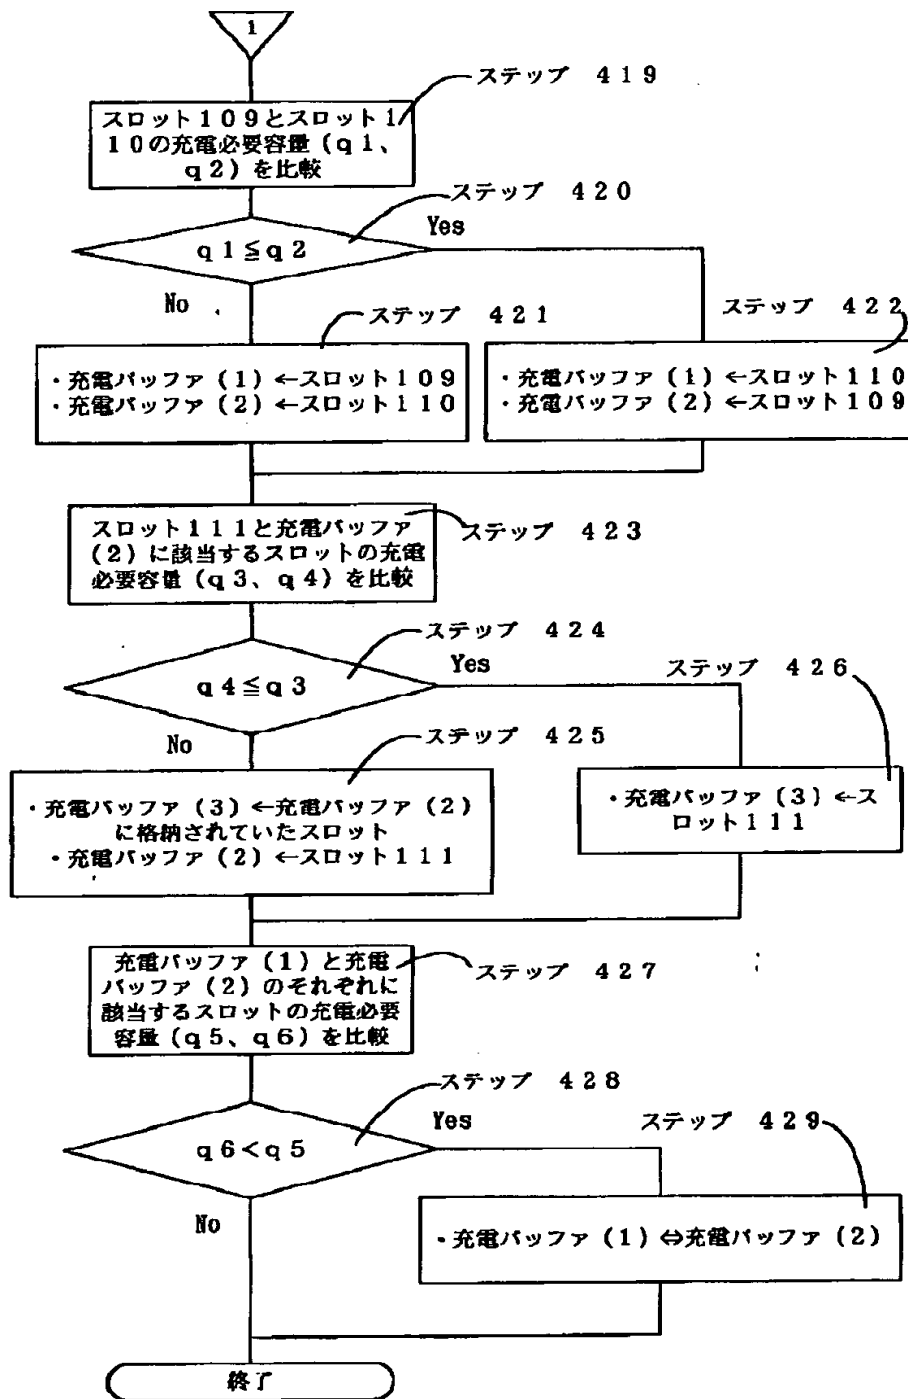 1
ステップ 419
スロット109とスロット1
10の充電必要容量(q1、
q2)を比較
ステップ 420
Yes
q1≦q2
No
ステップ 421
ステップ 422
・充電バッファ(1)←スロット109
・充電バッファ(2)←スロット110
・充電バッファ(1)←スロット110
・充電バッファ(2)←スロット109
スロット111と充電バッファ
(2)に該当するスロットの充電
必要容量(q3、q4)を比較
ステップ 423
ステップ 424
Yes
q4≦q3
No
ステップ 425
ステップ 426
・充電バッファ(3)←充電バッファ(2)
に格納されていたスロット
・充電バッファ(2)←スロット111
・充電バッファ(3)←ス
ロット111
充電バッファ(1)と充電
バッファ(2)のそれぞれに
該当するスロットの充電必要
容量(q5、q6)を比較
ステップ 427
ステップ 428
Yes
q6<q5
No
ステップ 429
・充電バッファ(1)⇔充電バッファ(2)
終了